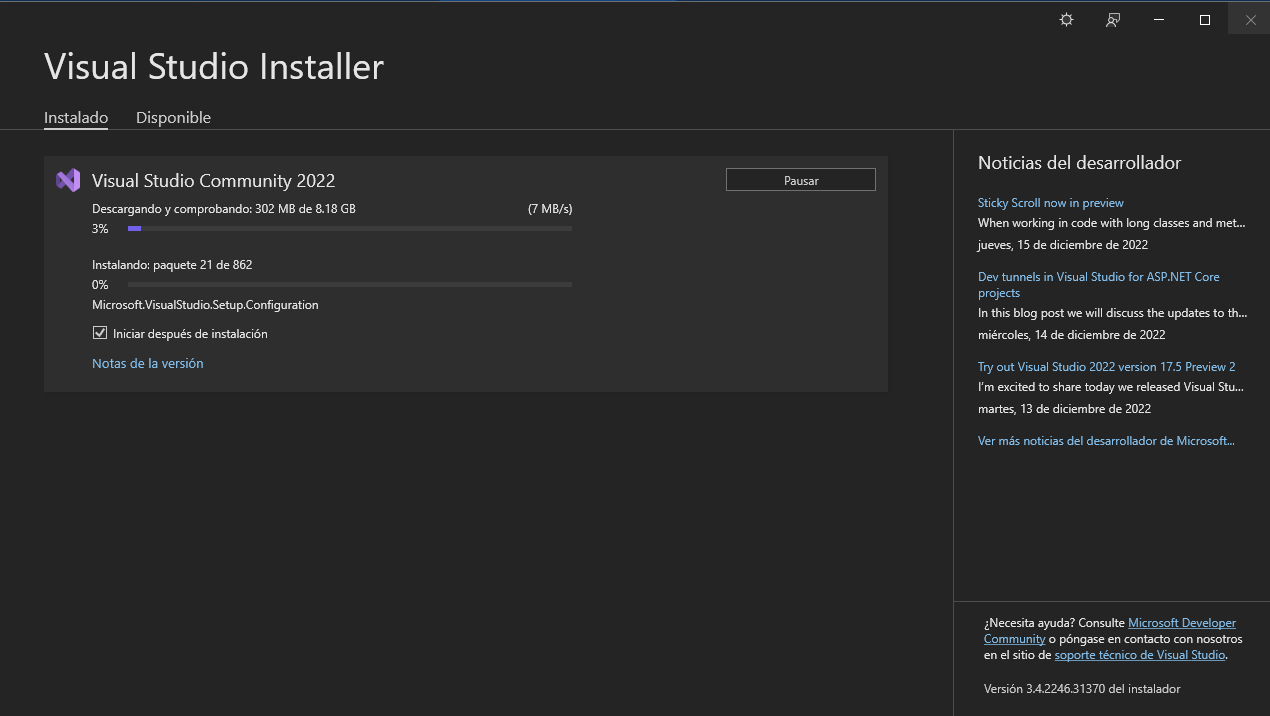 Visual Studio Installer
Instalado
Disponible
Visual Studio Community 2022
Pausar
Descargando y comprobando: 302 MB de 8.18 GB
(7 MB/s)
3%
Instalando: paquete 21 de 862
0%
Microsoft.VisualStudio.Setup.Configuration
Iniciar después de instalación
Notas de la versión
Noticias del desarrollador
Sticky Scroll now in preview
When working in code with long classes and met...
jueves, 15 de diciembre de 2022
Dev tunnels in Visual Studio for ASP.NET Core
projects
In this blog post we will discuss the updates to th...
miércoles, 14 de diciembre de 2022
Try out Visual Studio 2022 version 17.5 Preview 2
I'm excited to share today we released Visual Stu...
martes, 13 de diciembre de 2022
Ver más noticias del desarrollador de Microsoft...
¿Necesita ayuda? Consulte Microsoft Developer
Community o póngase en contacto con nosotros
en el sitio de soporte técnico de Visual Studio.
Versión 3.4.2246.31370 del instalador